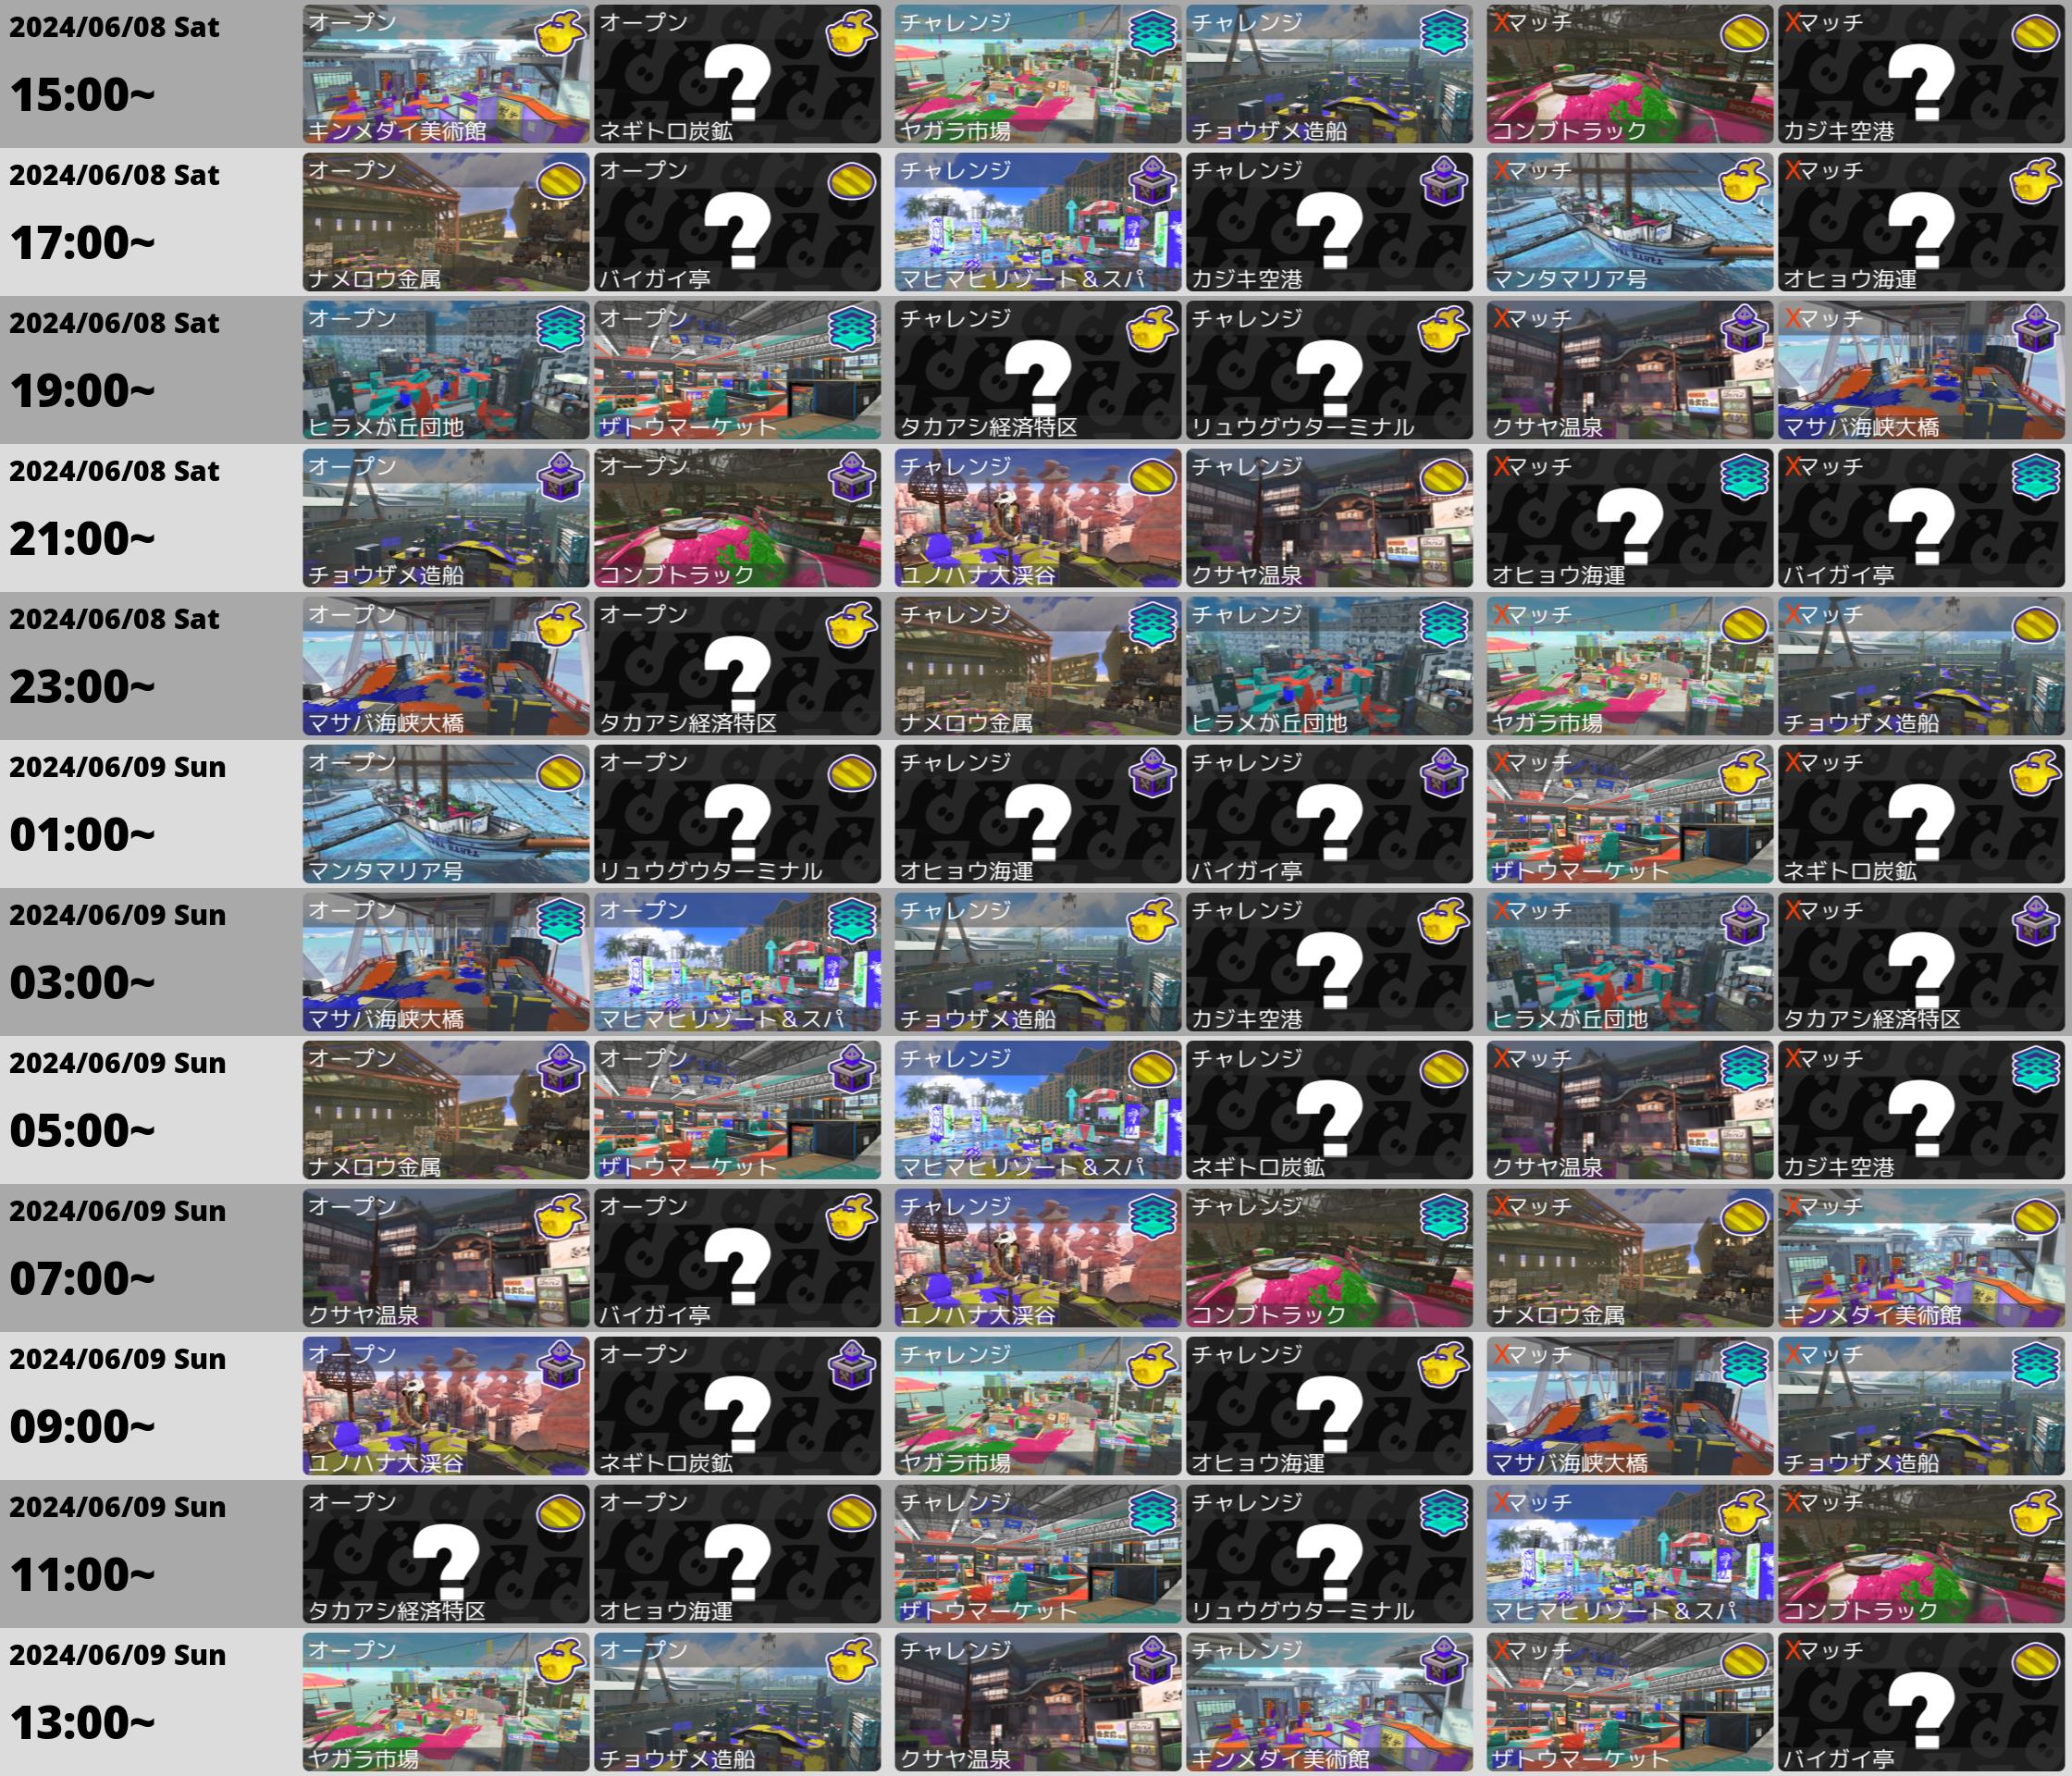 2024/06/08 Sat
15:00~
オープン
キンメダイ美術館
オープン
ネギトロ炭鉱
チャレンジ
ヤガラ市場
チャレンジ
チョウザメ造船
Xマッチ
コンブトラック
Xマッチ
カジキ空港
2024/06/08 Sat
17:00~
オープン
ナメロウ金属
オープン
バイガイ亭
チャレンジ
マヒマヒリゾート＆スパ
チャレンジ
カジキ空港
Xマッチ
マンタマリア号
Xマッチ
オヒョウ海運
2024/06/08 Sat
19:00~
オープン
ヒラメが丘団地
オープン
ザトウマーケット
チャレンジ
タカアシ経済特区
チャレンジ
リュウグウターミナル
Xマッチ
クサヤ温泉
Xマッチ
マサバ海峡大橋
2024/06/08 Sat
21:00~
オープン
チョウザメ造船
オープン
コンブトラック
チャレンジ
ユノハナ大渓谷
チャレンジ
クサヤ温泉
Xマッチ
オヒョウ海運
Xマッチ
バイガイ亭
2024/06/08 Sat
23:00~
オープン
マサバ海峡大橋
オープン
タカアシ経済特区
チャレンジ
ナメロウ金属
チャレンジ
ヒラメが丘団地
Xマッチ
ヤガラ市場
Xマッチ
チョウザメ造船
2024/06/09 Sun
01:00~
オープン
マンタマリア号
オープン
リュウグウターミナル
チャレンジ
オヒョウ海運
チャレンジ
バイガイ亭
Xマッチ
ザトウマーケット
Xマッチ
ネギトロ炭鉱
2024/06/09 Sun
03:00~
オープン
マサバ海峡大橋
オープン
マヒマヒリゾート＆スパ
チャレンジ
チョウザメ造船
チャレンジ
カジキ空港
Xマッチ
ヒラメが丘団地
Xマッチ
タカアシ経済特区
2024/06/09 Sun
05:00~
オープン
ナメロウ金属
オープン
ザトウマーケット
チャレンジ
マヒマヒリゾート＆スパ
チャレンジ
ネギトロ炭鉱
Xマッチ
クサヤ温泉
Xマッチ
カジキ空港
2024/06/09 Sun
07:00~
オープン
クサヤ温泉
オープン
バイガイ亭
チャレンジ
ユノハナ大渓谷
チャレンジ
コンブトラック
Xマッチ
ナメロウ金属
Xマッチ
キンメダイ美術館
2024/06/09 Sun
09:00~
オープン
ユノハナ大渓谷
オープン
ネギトロ炭鉱
チャレンジ
ヤガラ市場
チャレンジ
オヒョウ海運
Xマッチ
マサバ海峡大橋
Xマッチ
チョウザメ造船
2024/06/09 Sun
11:00~
オープン
タカアシ経済特区
オープン
オヒョウ海運
チャレンジ
ザトウマーケット
チャレンジ
リュウグウターミナル
Xマッチ
マヒマヒリゾート＆スパ
Xマッチ
コンブトラック
2024/06/09 Sun
13:00~
オープン
ヤガラ市場
オープン
チョウザメ造船
チャレンジ
クサヤ温泉
チャレンジ
キンメダイ美術館
Xマッチ
ザトウマーケット
Xマッチ
バイガイ亭